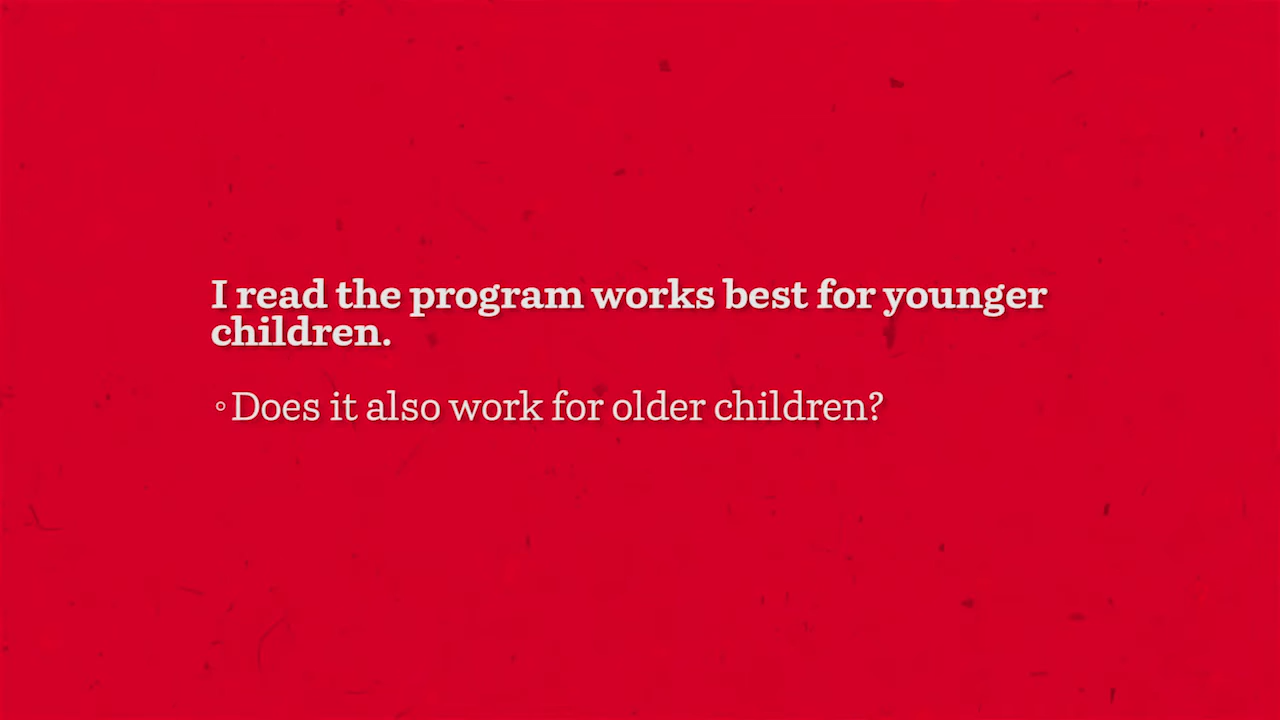 I read the program works best for younger
children.
◦Does it also work for older children?